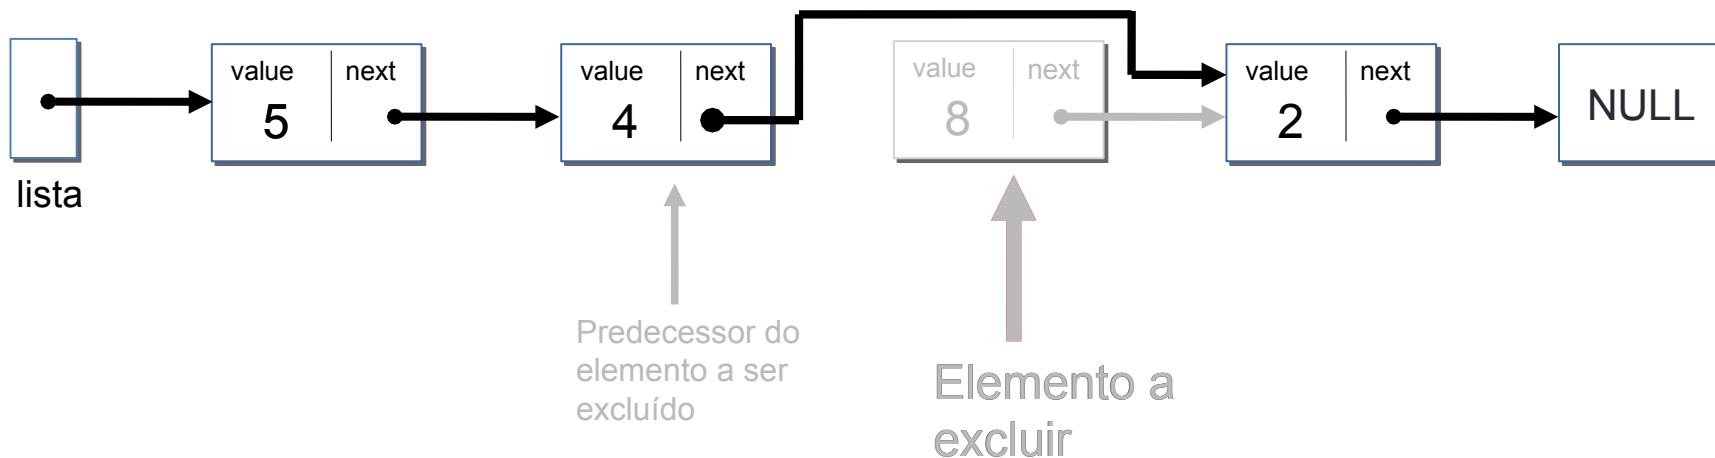 value next
5
value next
4
value next
8
value next
2
NULL
lista
Predecessor do
elemento a ser
excluído
Elemento a
excluir